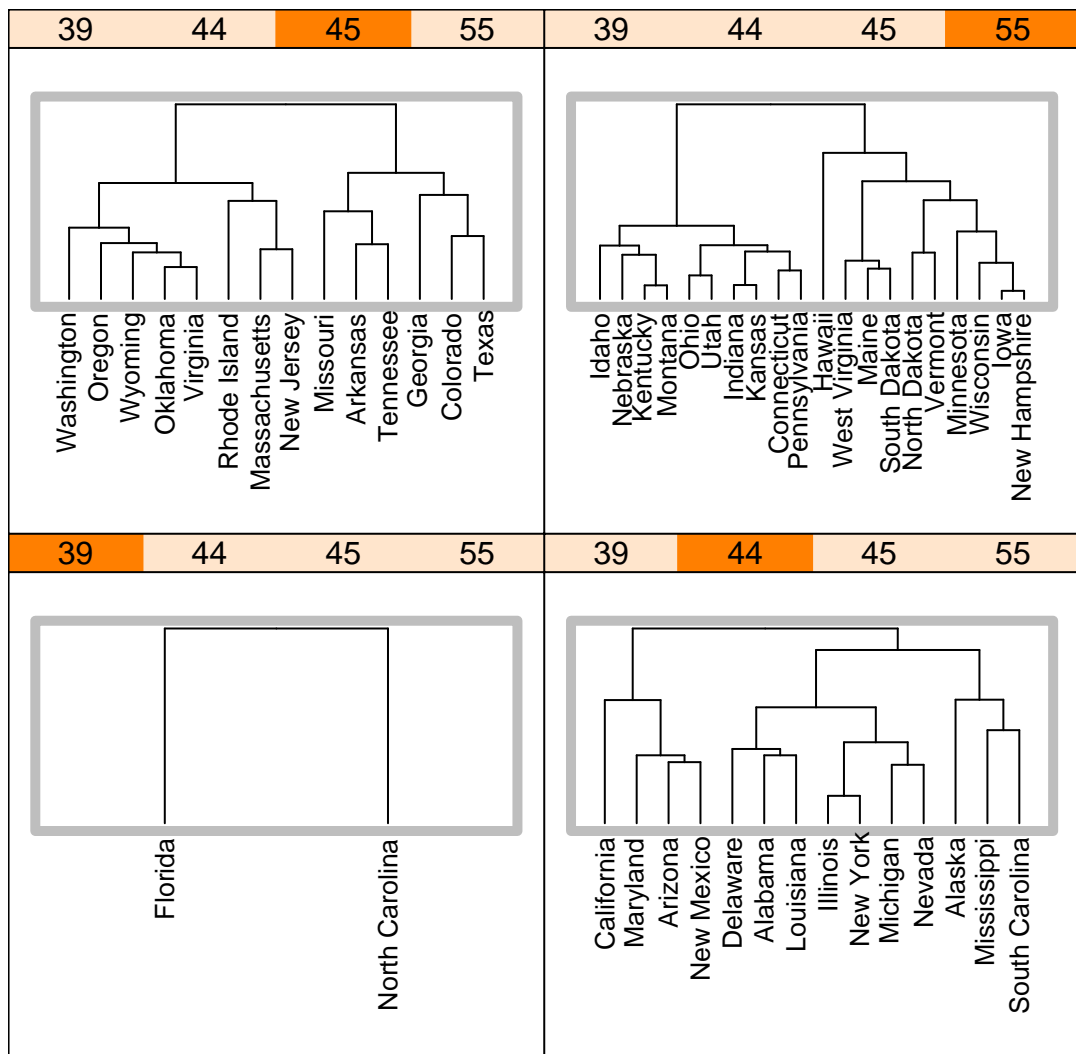 39 44 45 55
Washington
Oregon
Wyoming
Oklahoma
Virginia
Rhode Island
Massachusetts
New Jersey
Missouri
Arkansas
Tennessee
Georgia
Colorado
Texas
39 44 45 55
Idaho
Nebraska
Kentucky
Montana
Ohio
Utah
Indiana
Kansas
Connecticut
Pennsylvania
Hawaii
West Virginia
Maine
South Dakota
North Dakota
Vermont
Minnesota
Wisconsin
Iowa
New Hampshire
39 44 45 55
Florida
North Carolina
39 44 45 55
California
Maryland
Arizona
New Mexico
Delaware
Alabama
Louisiana
Illinois
New York
Michigan
Nevada
Alaska
Mississippi
South Carolina